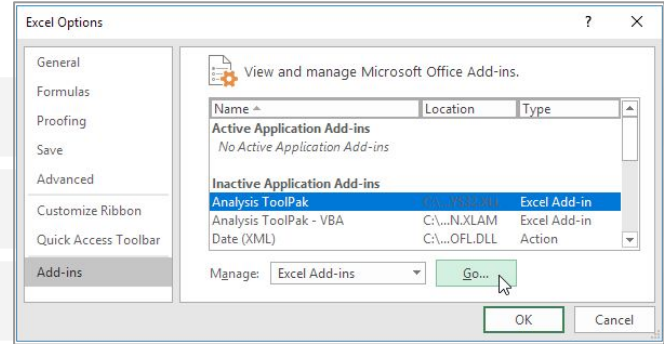 Excel Options ? X
General
Formulas
Proofing
Save
Advanced
Customize Ribbon
Quick Access Toolbar
Add-ins
View and manage Microsoft Office Add-ins.
Name Location Type
Active Application Add-ins
No Active Application Add-ins
Inactive Application Add-ins
Analysis ToolPak Excel Add-in
Analysis ToolPak - VBA C:\...N.XLAM Excel Add-in
Date (XML) C:\...OFL.DLL Action
Manage: Excel Add-ins Go...
OK Cancel